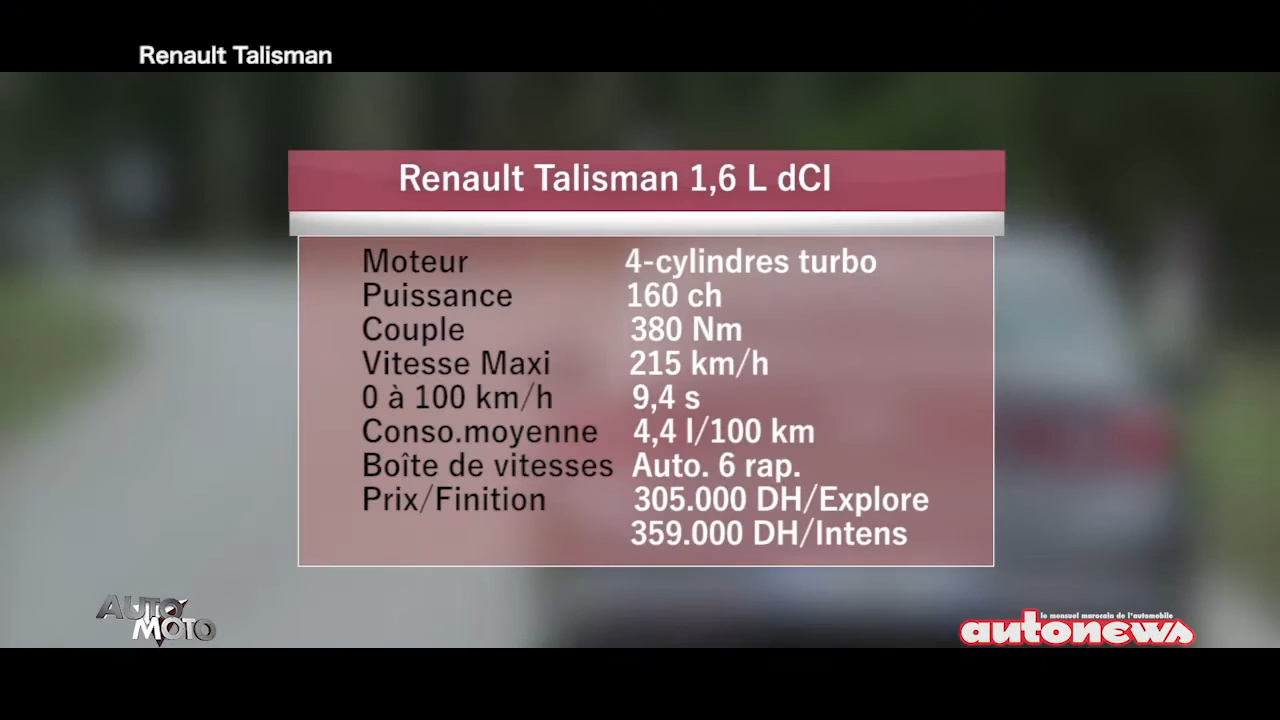 Renault Talisman
Renault Talisman 1,6 L dCI
Moteur 4-cylindres turbo
Puissance 160 ch
Couple 380 Nm
Vitesse Maxi 215 km/h
0 à 100 km/h 9,4 s
Conso.moyenne 4,4 l/100 km
Boîte de vitesses Auto. 6 rap.
Prix/Finition 305.000 DH/Explore
359.000 DH/Intens
AUTO
MOTO
le mensuel marocain de l'automobile
autonews